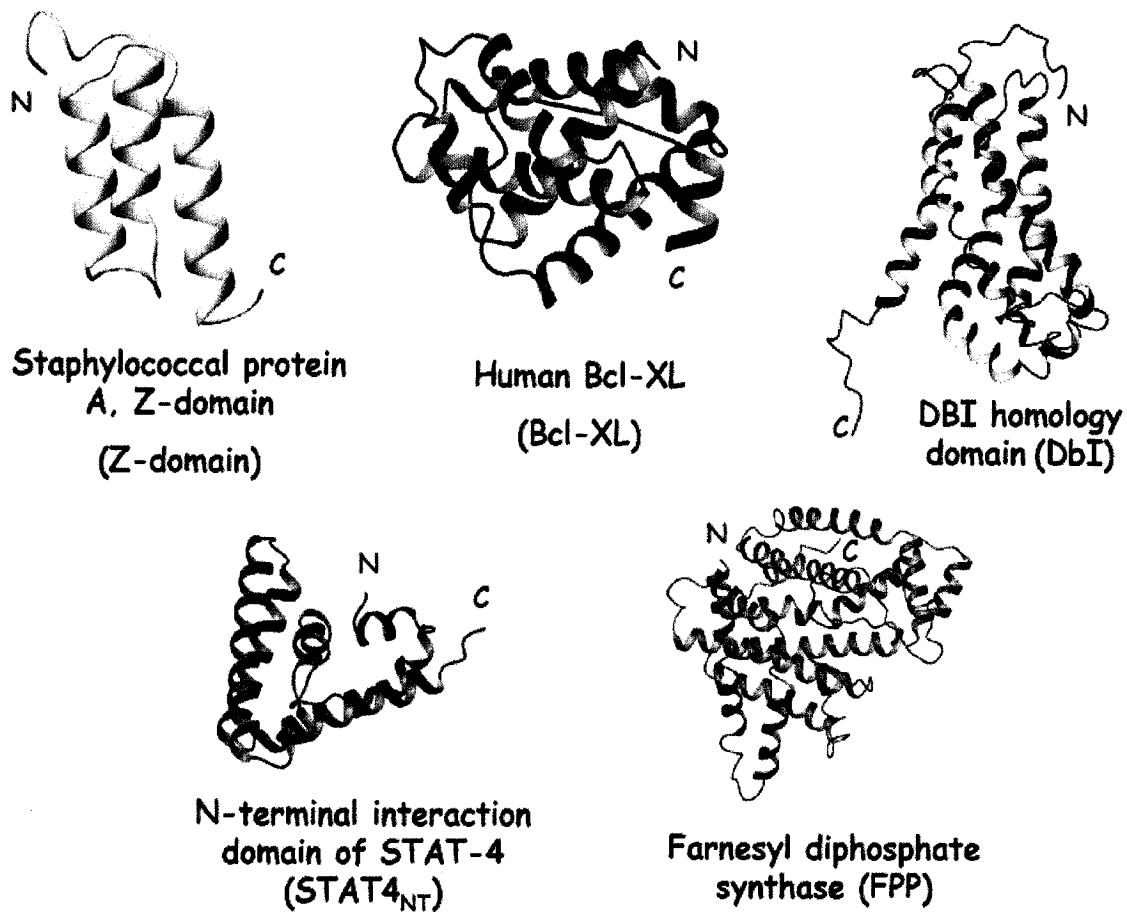 N
C
Staphylococcal protein
A, Z-domain
(Z-domain)
N
C
Human Bcl-XL
(Bcl-XL)
N
C
DBI homology
domain (DbI)
N
C
N-terminal interaction
domain of STAT-4
(STAT4NT)
N
C
Farnesyl diphosphate
synthase (FPP)